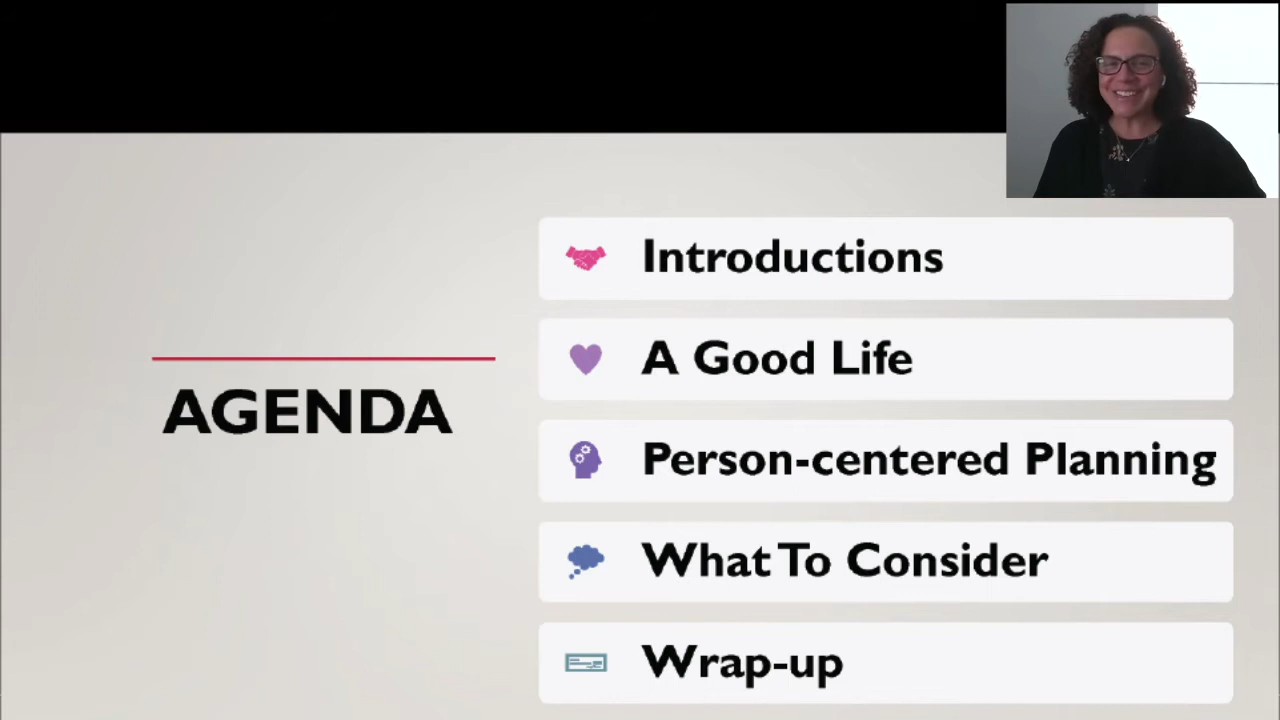 AGENDA
Introductions
A Good Life
Person-centered Planning
What To Consider
Wrap-up